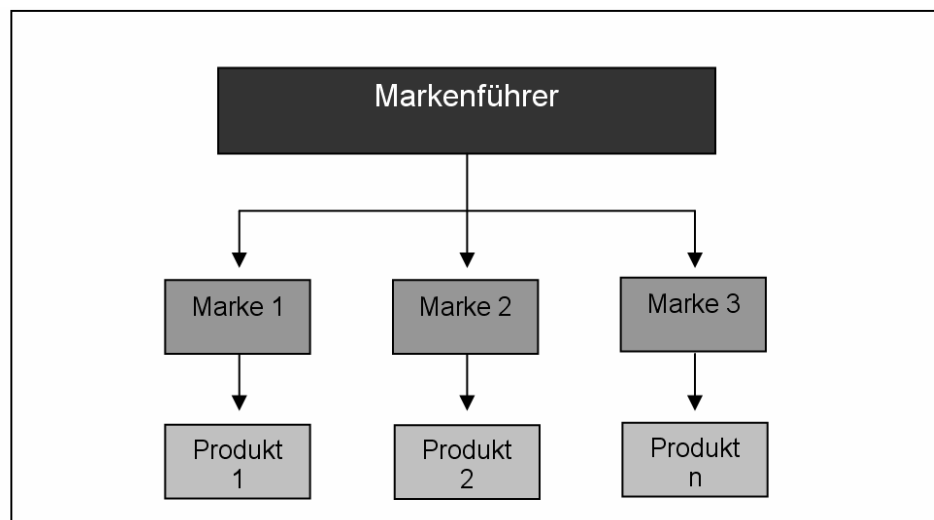 Markenführer
Marke 1
Marke 2
Marke 3
Produkt
1
Produkt
2
Produkt
n